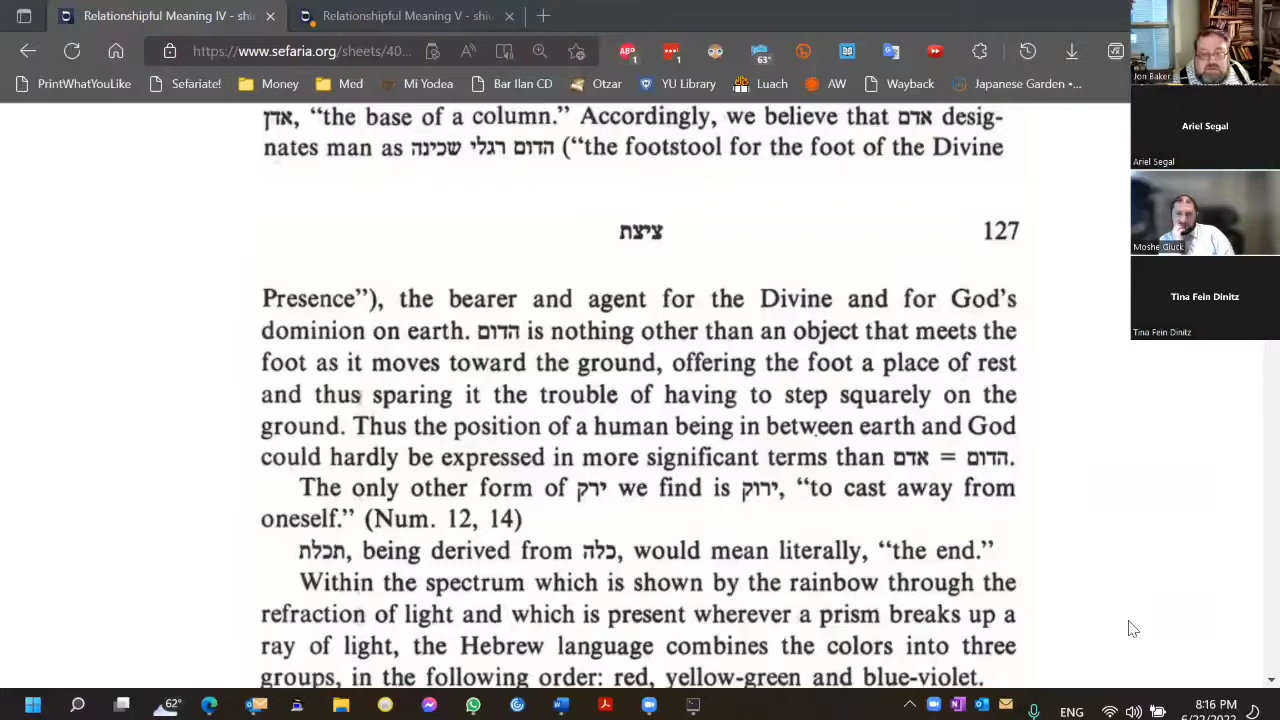 Relationshipful Meaning IV - shi
Relationshipful Meaning V - shiu
https://www.sefaria.org/sheets/40...
PrintWhatYouLike
Sefariate!
Money
Med
Mi Yo
BarIlan CD
Otzar
YU Library
Luach
AW
Wayback
Japanese Garden - ...
אדן, “the base of a column.” Accordingly, we believe that אדם desig-
nates man as הדום רגלי שכינה (“the footstool for the foot of the Divine
ציצת 127
Presence”), the bearer and agent for the Divine and for God's
dominion on earth. הדום is nothing other than an object that meets the
foot as it moves toward the ground, offering the foot a place of rest
and thus sparing it the trouble of having to step squarely on the
ground. Thus the position of a human being in between earth and God
could hardly be expressed in more significant terms than אדם = הדום.
The only other form of ירק we find is ירוק, “to cast away from
oneself.” (Num. 12, 14)
תכלת, being derived from כלה, would mean literally, “the end.”
Within the spectrum which is shown by the rainbow through the
refraction of light and which is present wherever a prism breaks up a
ray of light, the Hebrew language combines the colors into three
groups, in the following order: red, yellow-green and blue-violet.
Jon Baker
Ariel Segal
Ariel Segal
Moshe Gluck
Tina Fein Dinitz
Tina Fein Dinitz
62°
ENG
8:16 PM